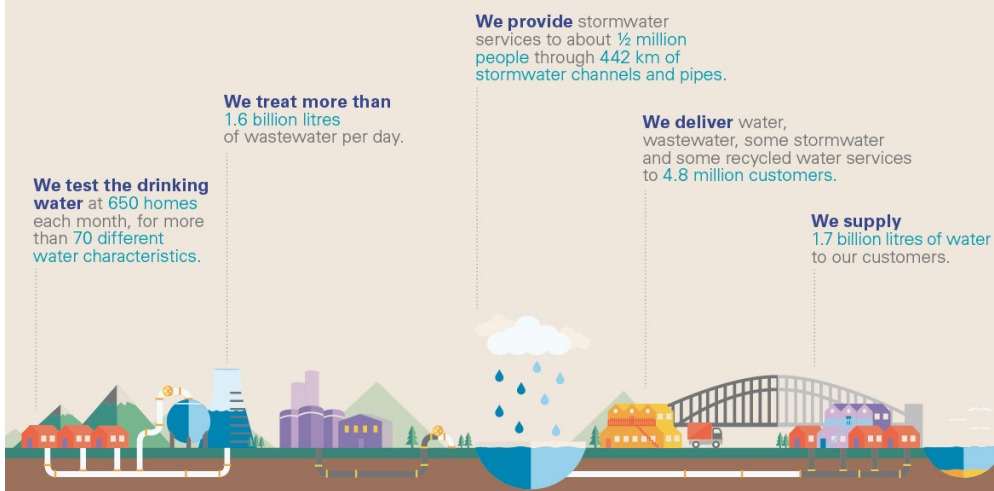 We provide stormwater
services to about ½ million
people through 442 km of
stormwater channels and pipes.
We treat more than
1.6 billion litres
of wastewater per day.
We deliver water,
wastewater, some stormwater
and some recycled water services
to 4.8 million customers.
We test the drinking
water at 650 homes
each month, for more
than 70 different
water characteristics.
We supply
1.7 billion litres of water
to our customers.